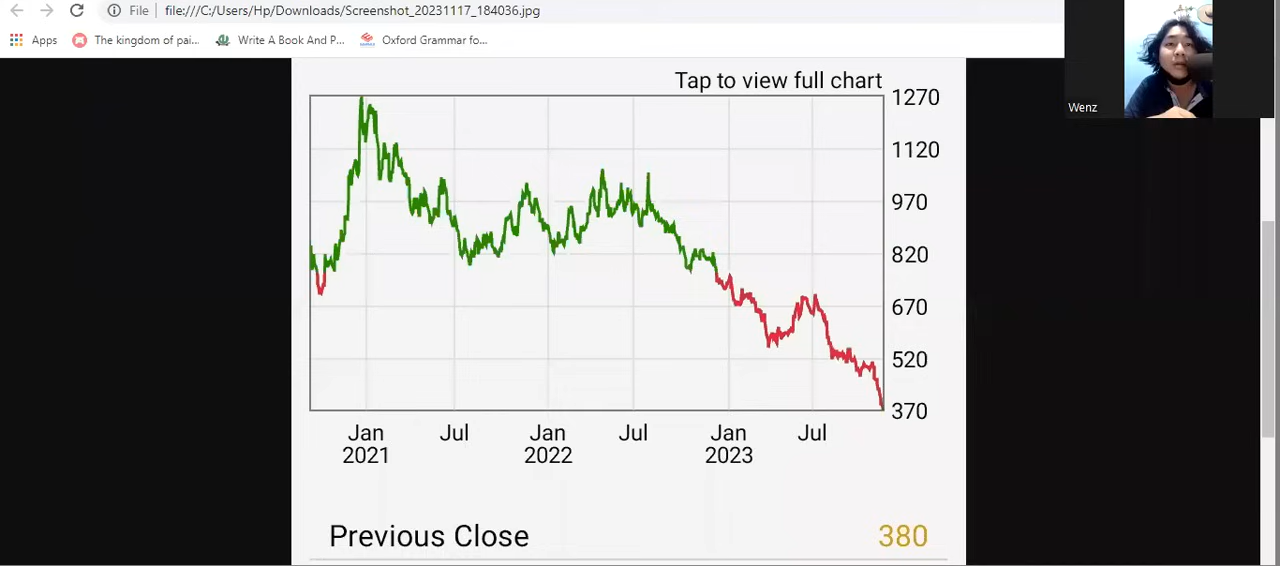 File file:///C:/Users/Hp/Downloads/Screenshot_20231117_184036.jpg
Apps The kingdom of pai... Write A Book And P... Oxford Grammar fo...
Wenz
Tap to view full chart
1270
1120
970
820
670
520
370
Jan Jul Jan Jul Jan Jul
2021 2022 2023
Previous Close 380